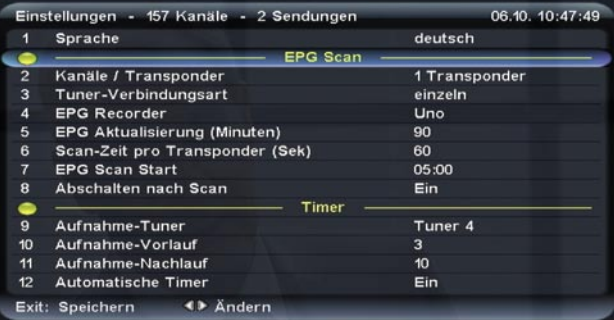 Einstellungen - 157 Kanäle - 2 Sendungen 06.10. 10:47:49
1 Sprache deutsch
EPG Scan
2 Kanäle / Transponder 1 Transponder
3 Tuner-Verbindungsart einzeln
4 EPG Recorder Uno
5 EPG Aktualisierung (Minuten) 90
6 Scan-Zeit pro Transponder (Sek) 60
7 EPG Scan Start 05:00
8 Abschalten nach Scan Ein
Timer
9 Aufnahme-Tuner Tuner 4
10 Aufnahme-Vorlauf 3
11 Aufnahme-Nachlauf 10
12 Automatische Timer Ein
Exit: Speichern Ändern